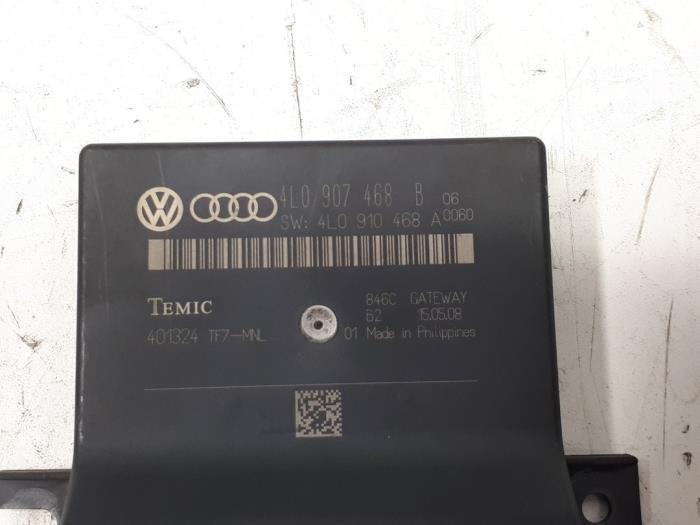 4L0 907 468 B 06
SW: 4L0 910 468 A 0060
TEMIC 846C GATEWAY
B2 15.05.08
401324 TF7-MNL 01 Made in Philippines